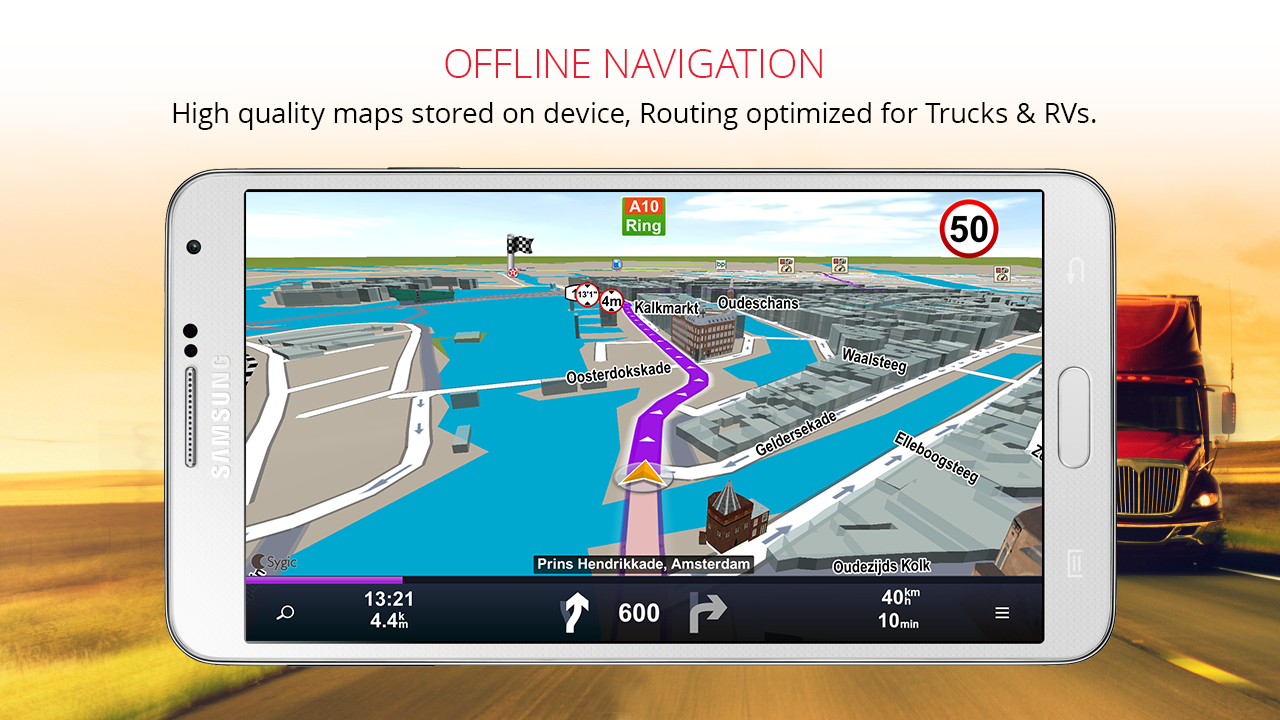 OFFLINE NAVIGATION
High quality maps stored on device, Routing optimized for Trucks & RVs.
A10
Ring
50
bp
13'1"
4m
Kalkmarkt
Oudeschans
Waalsteeg
Oosterdokskade
Geldersekade
Elleboogsteeg
SAMSUNG
Sygic
Prins Hendrikkade, Amsterdam
Oudezijds Kolk
13:21
4.4km
600
40km/h
10min